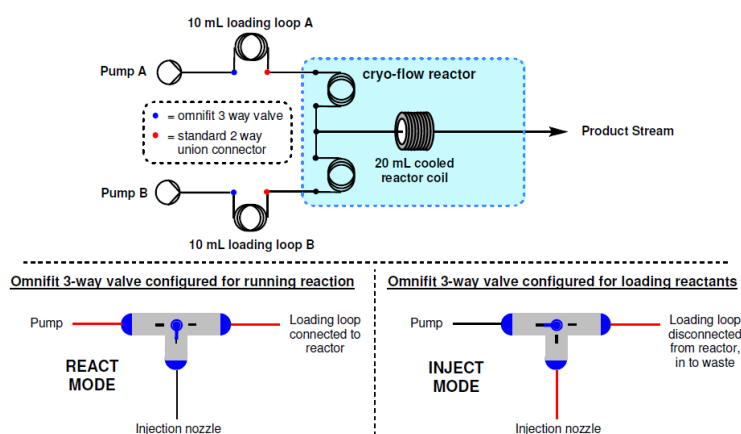 10 mL loading loop A
Pump A
cryo-flow reactor
= omnifit 3 way valve
= standard 2 way
union connector
Product Stream
20 mL cooled
reactor coil
Pump B
10 mL loading loop B
Omnifit 3-way valve configured for running reaction
Pump
Loading loop
connected to
reactor
REACT
MODE
Injection nozzle
Omnifit 3-way valve configured for loading reactants
Pump
Loading loop
disconnected
from reactor,
in to waste
INJECT
MODE
Injection nozzle